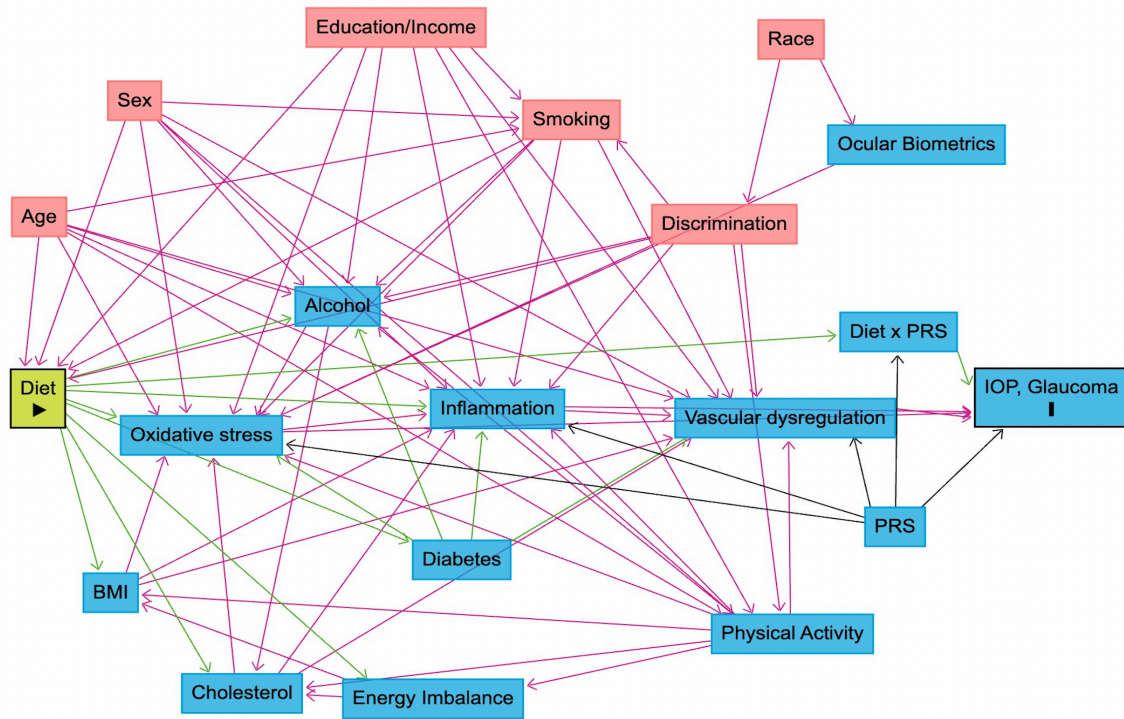 Education/Income
Race
Sex
Smoking
Ocular Biometrics
Age
Discrimination
Alcohol
Diet x PRS
Diet
IOP, Glaucoma
Inflammation
Vascular dysregulation
Oxidative stress
PRS
Diabetes
BMI
Physical Activity
Cholesterol
Energy Imbalance